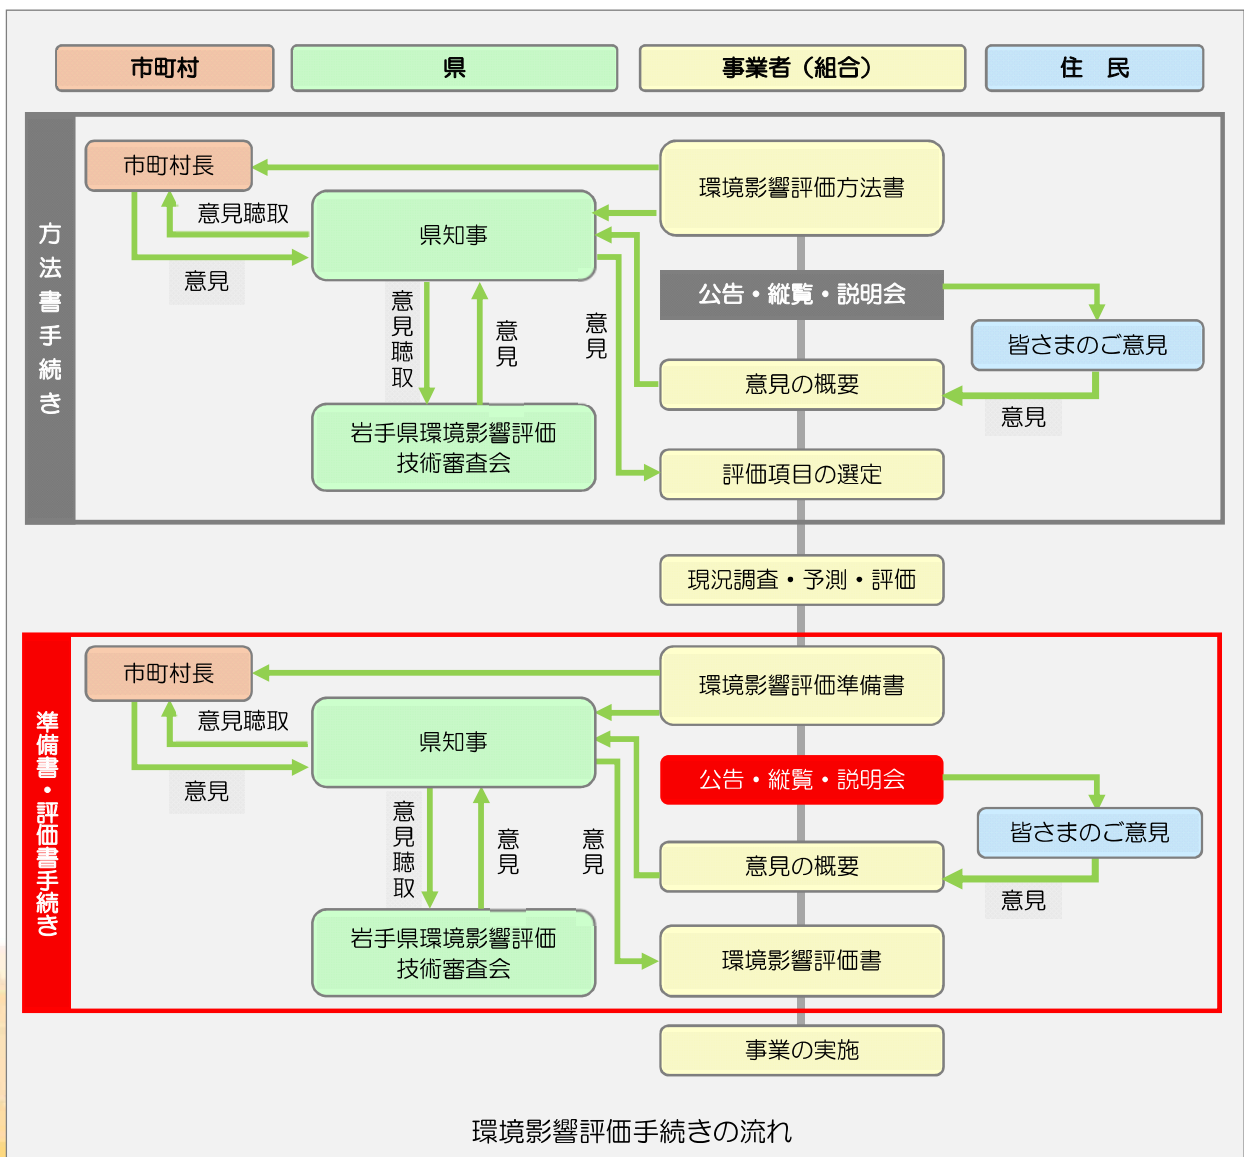 市町村
県
事業者（組合）
住　民
方法書手続き
市町村長
環境影響評価方法書
意見聴取
県知事
意見
公告・縦覧・説明会
意見聴取
意見
意見
皆さまのご意見
意見の概要
意見
岩手県環境影響評価
技術審査会
評価項目の選定
現況調査・予測・評価
準備書・評価書手続き
市町村長
環境影響評価準備書
意見聴取
県知事
意見
公告・縦覧・説明会
意見聴取
意見
意見
皆さまのご意見
意見の概要
意見
岩手県環境影響評価
技術審査会
環境影響評価書
事業の実施
環境影響評価手続きの流れ